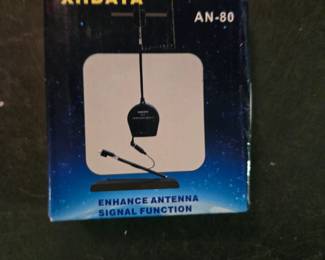 XHDATA
AN-80
ENHANCE ANTENNA
SIGNAL FUNCTION